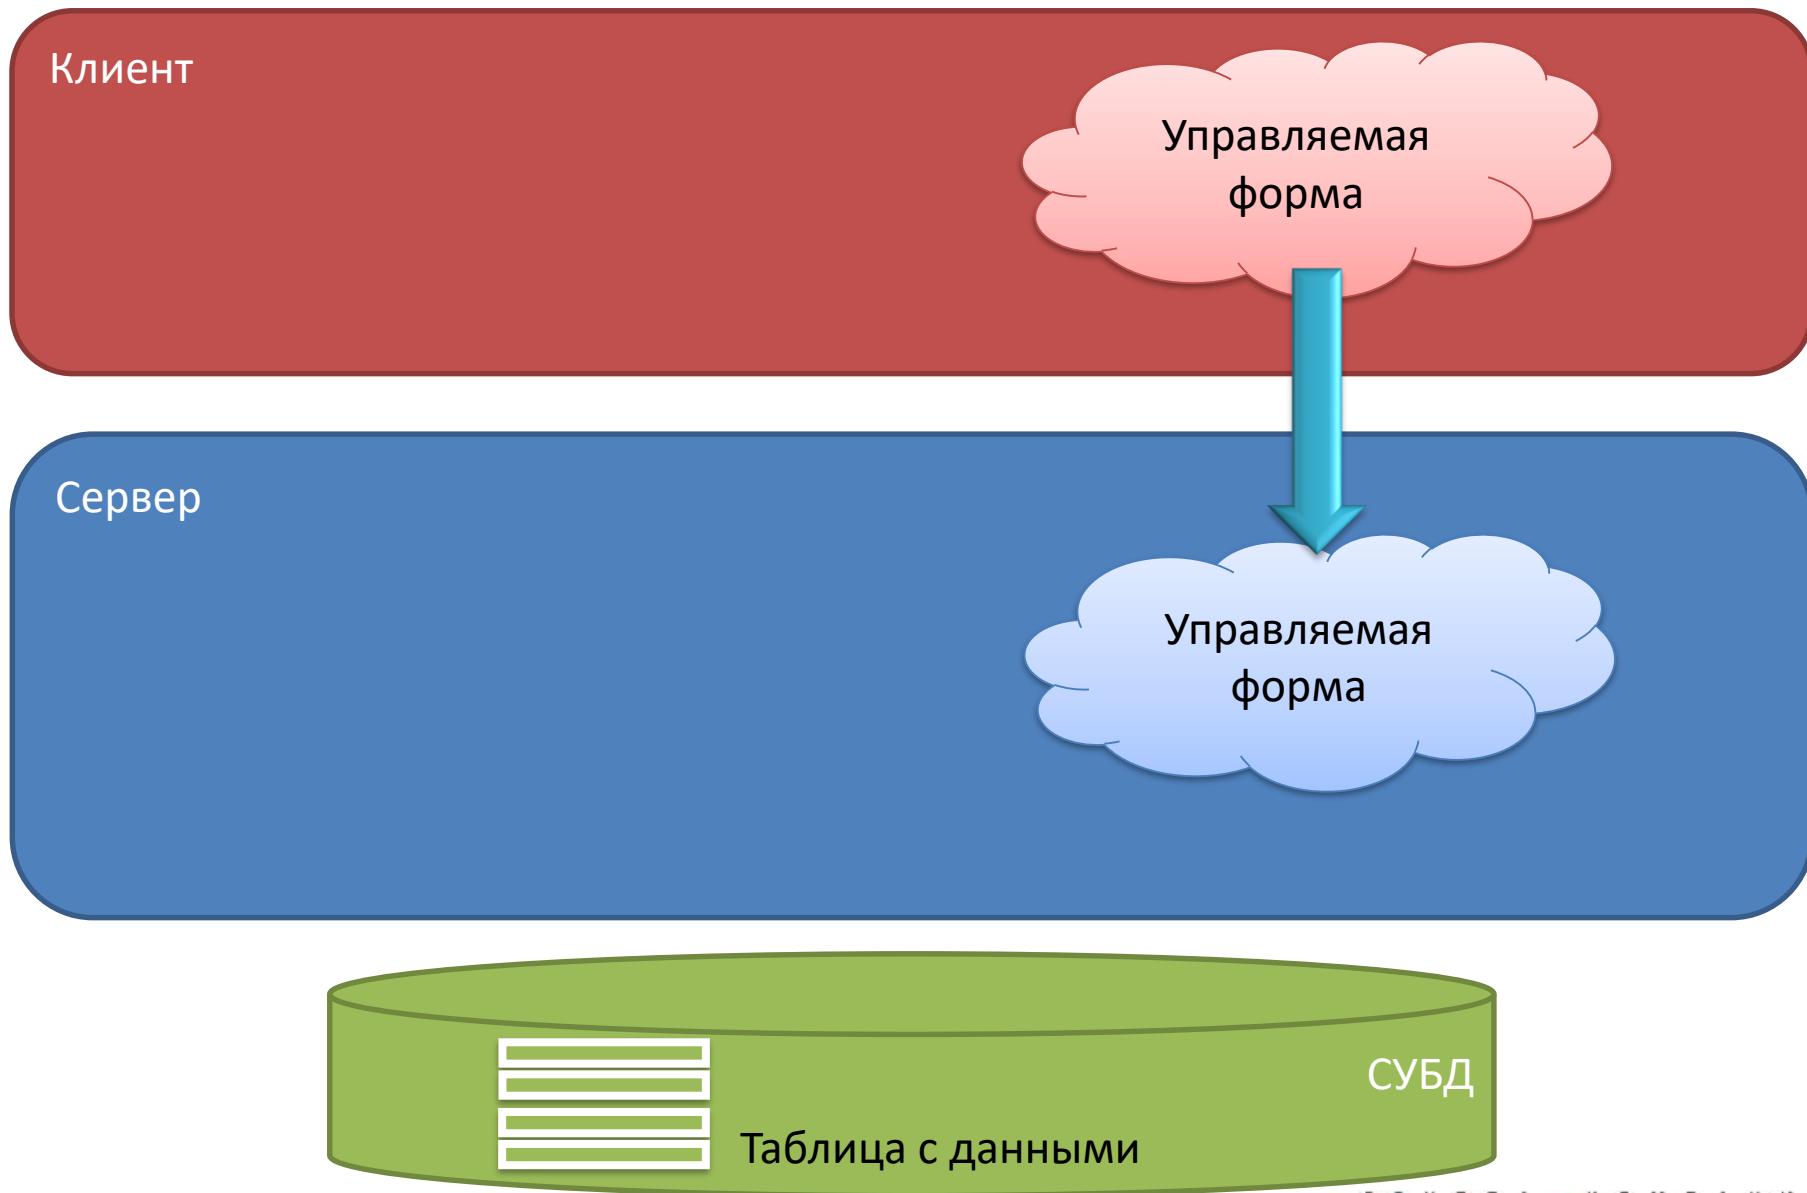 Клиент
Управляемая
форма
Сервер
Управляемая
форма
СУБД
Таблица с данными